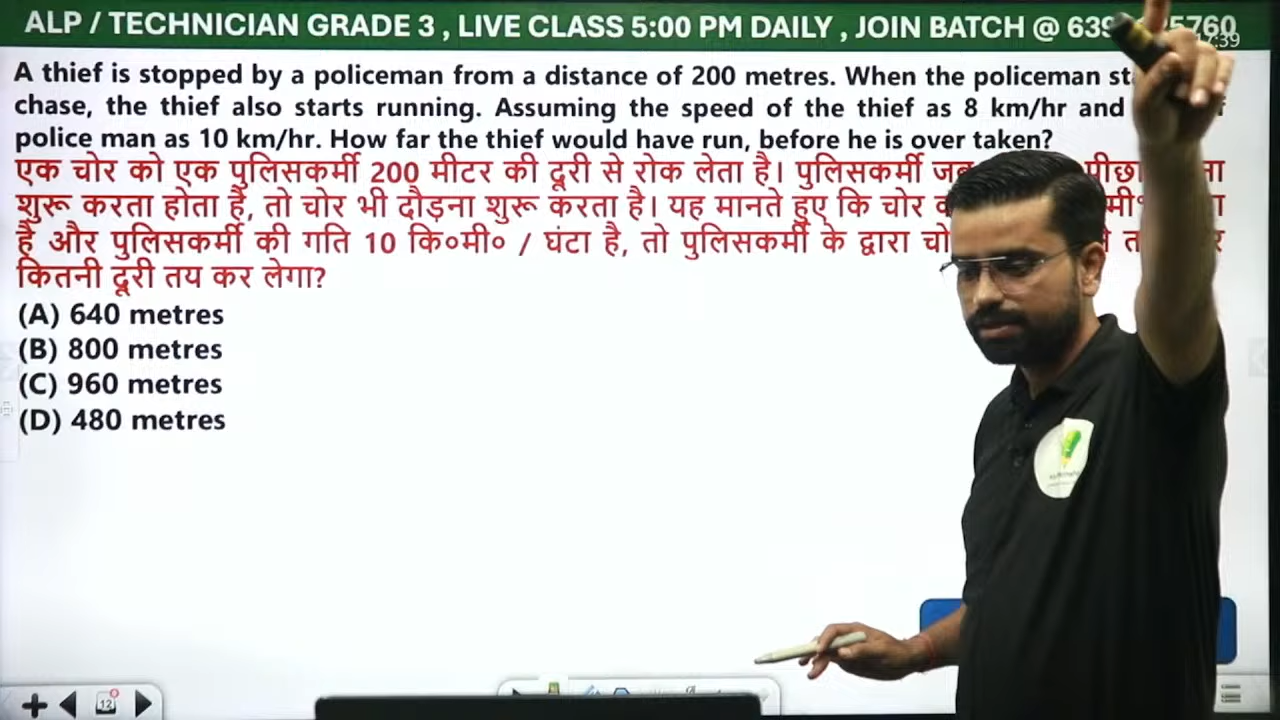 ALP / TECHNICIAN GRADE 3 , LIVE CLASS 5:00 PM DAILY , JOIN BATCH @ 639 5760
:39
A thief is stopped by a policeman from a distance of 200 metres. When the policeman
chase, the thief also starts running. Assuming the speed of the thief as 8 km/hr and
police man as 10 km/hr. How far the thief would have run, before he is over taken?
एक चोर को एक पुलिसकर्मी 200 मीटर की दूरी से रोक लेता है। पुलिसकर्मी पीछा
शुरू करता होता है, तो चोर भी दौड़ना शुरू करता है। यह मानते हुए कि चोर
है और पुलिसकर्मी की गति 10 कि०मी० / घंटा है, तो पुलिसकर्मी के द्वारा
कितनी दूरी तय कर लेगा?
(A) 640 metres
(B) 800 metres
(C) 960 metres
(D) 480 metres
12